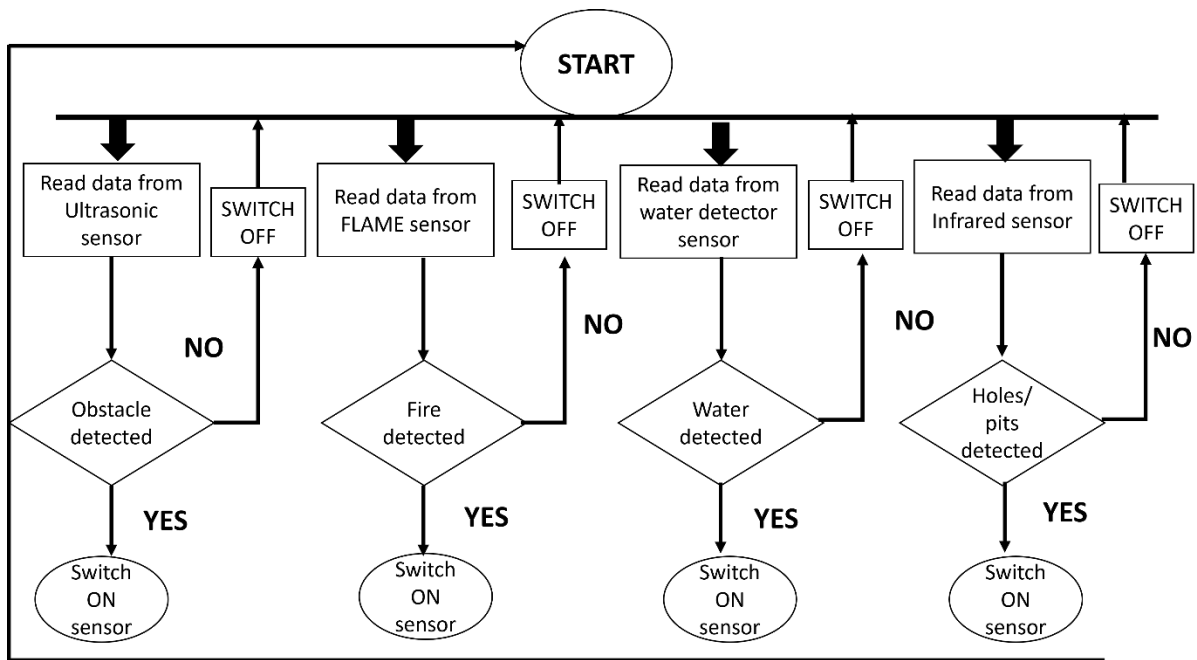 START
Read data from
Ultrasonic
sensor
SWITCH
OFF
Read data from
FLAME sensor
SWITCH
OFF
Read data from
water detector
sensor
SWITCH
OFF
Read data from
Infrared sensor
SWITCH
OFF
NO
NO
NO
NO
Obstacle
detected
Fire
detected
Water
detected
Holes/
pits
detected
YES
YES
YES
YES
Switch
ON
sensor
Switch
ON
sensor
Switch
ON
sensor
Switch
ON
sensor